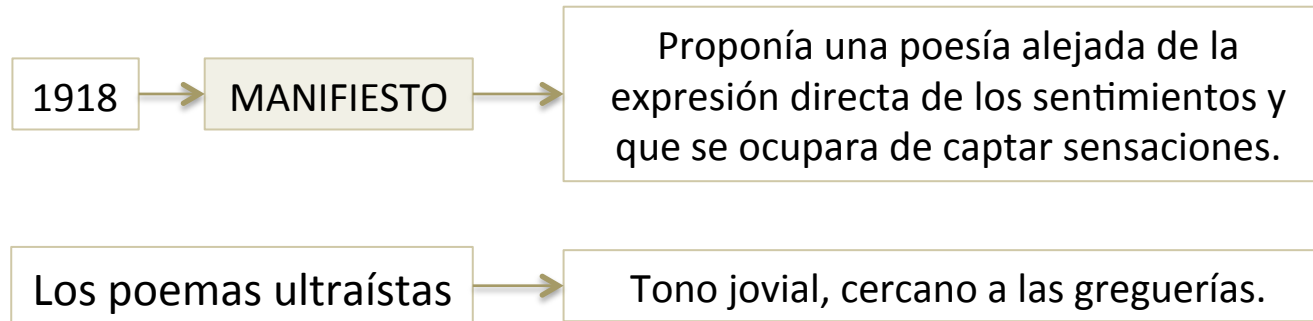 1918
MANIFIESTO
Proponía una poesía alejada de la
expresión directa de los sentimientos y
que se ocupara de captar sensaciones.
Los poemas ultraístas
Tono jovial, cercano a las greguerías.